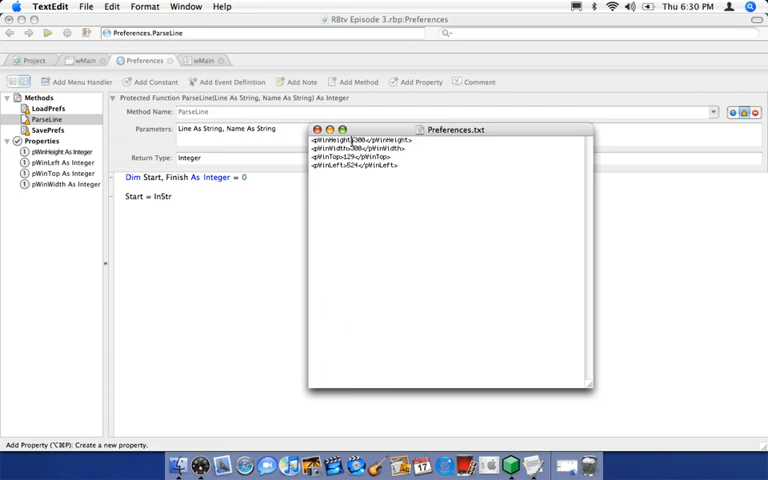 TextEdit File Edit Format Window Help Thu 6:30 PM
RBtv Episode 3.rbp:Preferences
Preferences.ParseLine
Project wMain Preferences wMain
Add Menu Handler Add Constant Add Event Definition Add Note Add Method Add Property Comment
Methods
LoadPrefs
ParseLine
SavePrefs
Properties
pWinHeight As Integer
pWinLeft As Integer
pWinTop As Integer
pWinWidth As Integer
Protected Function ParseLine(Line As String, Name As String) As Integer
Method Name: ParseLine
Parameters: Line As String, Name As String
Return Type: Integer
Dim Start, Finish As Integer = 0
Start = InStr
Preferences.txt
<pWinHeight>300</pWinHeight>
<pWinWidth>300</pWinWidth>
<pWinTop>129</pWinTop>
<pWinLeft>524</pWinLeft>
Add Property (⌥⌘P): Create a new property.
17